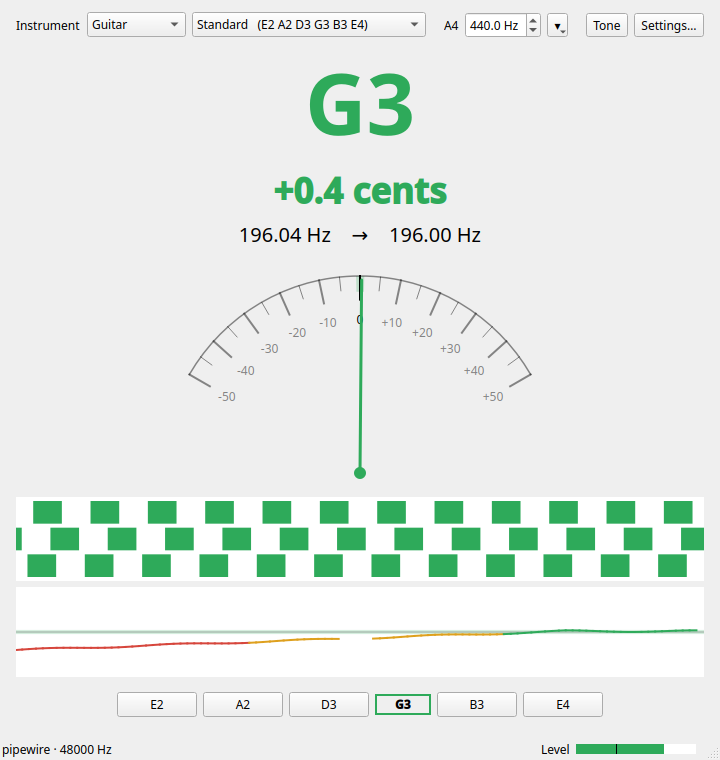 Instrument Guitar Standard (E2 A2 D3 G3 B3 E4) A4 440.0 Hz Tone Settings...
G3
+0.4 cents
196.04 Hz → 196.00 Hz
-50 -40 -30 -20 -10 0 +10 +20 +30 +40 +50
E2 A2 D3 G3 B3 E4
pipewire · 48000 Hz Level